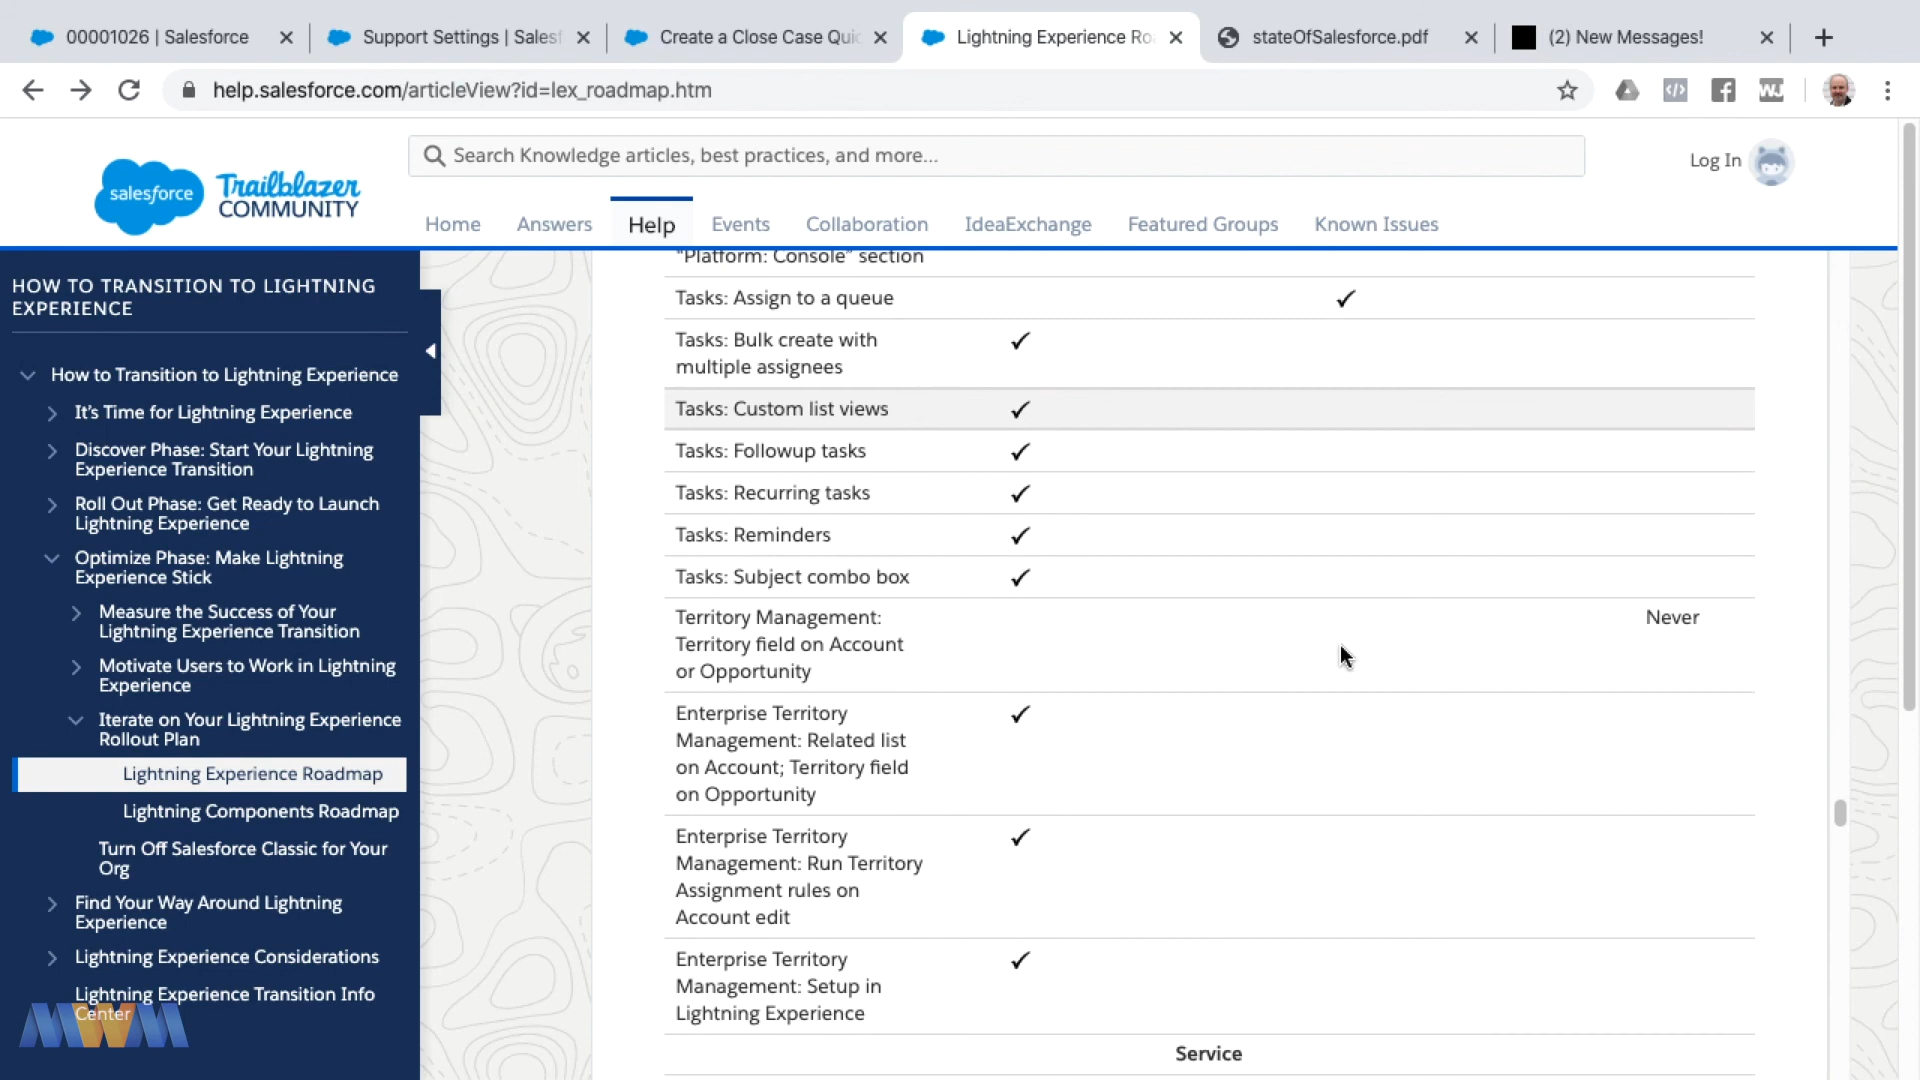 00001026 | Salesforce
Support Settings | Salesf
Create a Close Case Quic
Lightning Experience Ro
stateOfSalesforce.pdf
(2) New Messages!
help.salesforce.com/articleView?id=lex_roadmap.htm
salesforce
Trailblazer
COMMUNITY
Search Knowledge articles, best practices, and more...
Log In
Home
Answers
Help
Events
Collaboration
IdeaExchange
Featured Groups
Known Issues
HOW TO TRANSITION TO LIGHTNING
EXPERIENCE
How to Transition to Lightning Experience
It's Time for Lightning Experience
Discover Phase: Start Your Lightning
Experience Transition
Roll Out Phase: Get Ready to Launch
Lightning Experience
Optimize Phase: Make Lightning
Experience Stick
Measure the Success of Your
Lightning Experience Transition
Motivate Users to Work in Lightning
Experience
Iterate on Your Lightning Experience
Rollout Plan
Lightning Experience Roadmap
Lightning Components Roadmap
Turn Off Salesforce Classic for Your
Org
Find Your Way Around Lightning
Experience
Lightning Experience Considerations
Lightning Experience Transition Info
Center
MWM
"Platform: Console" section
Tasks: Assign to a queue ✓
Tasks: Bulk create with ✓
multiple assignees
Tasks: Custom list views ✓
Tasks: Followup tasks ✓
Tasks: Recurring tasks ✓
Tasks: Reminders ✓
Tasks: Subject combo box ✓
Territory Management: Never
Territory field on Account
or Opportunity
Enterprise Territory ✓
Management: Related list
on Account; Territory field
on Opportunity
Enterprise Territory ✓
Management: Run Territory
Assignment rules on
Account edit
Enterprise Territory ✓
Management: Setup in
Lightning Experience
Service